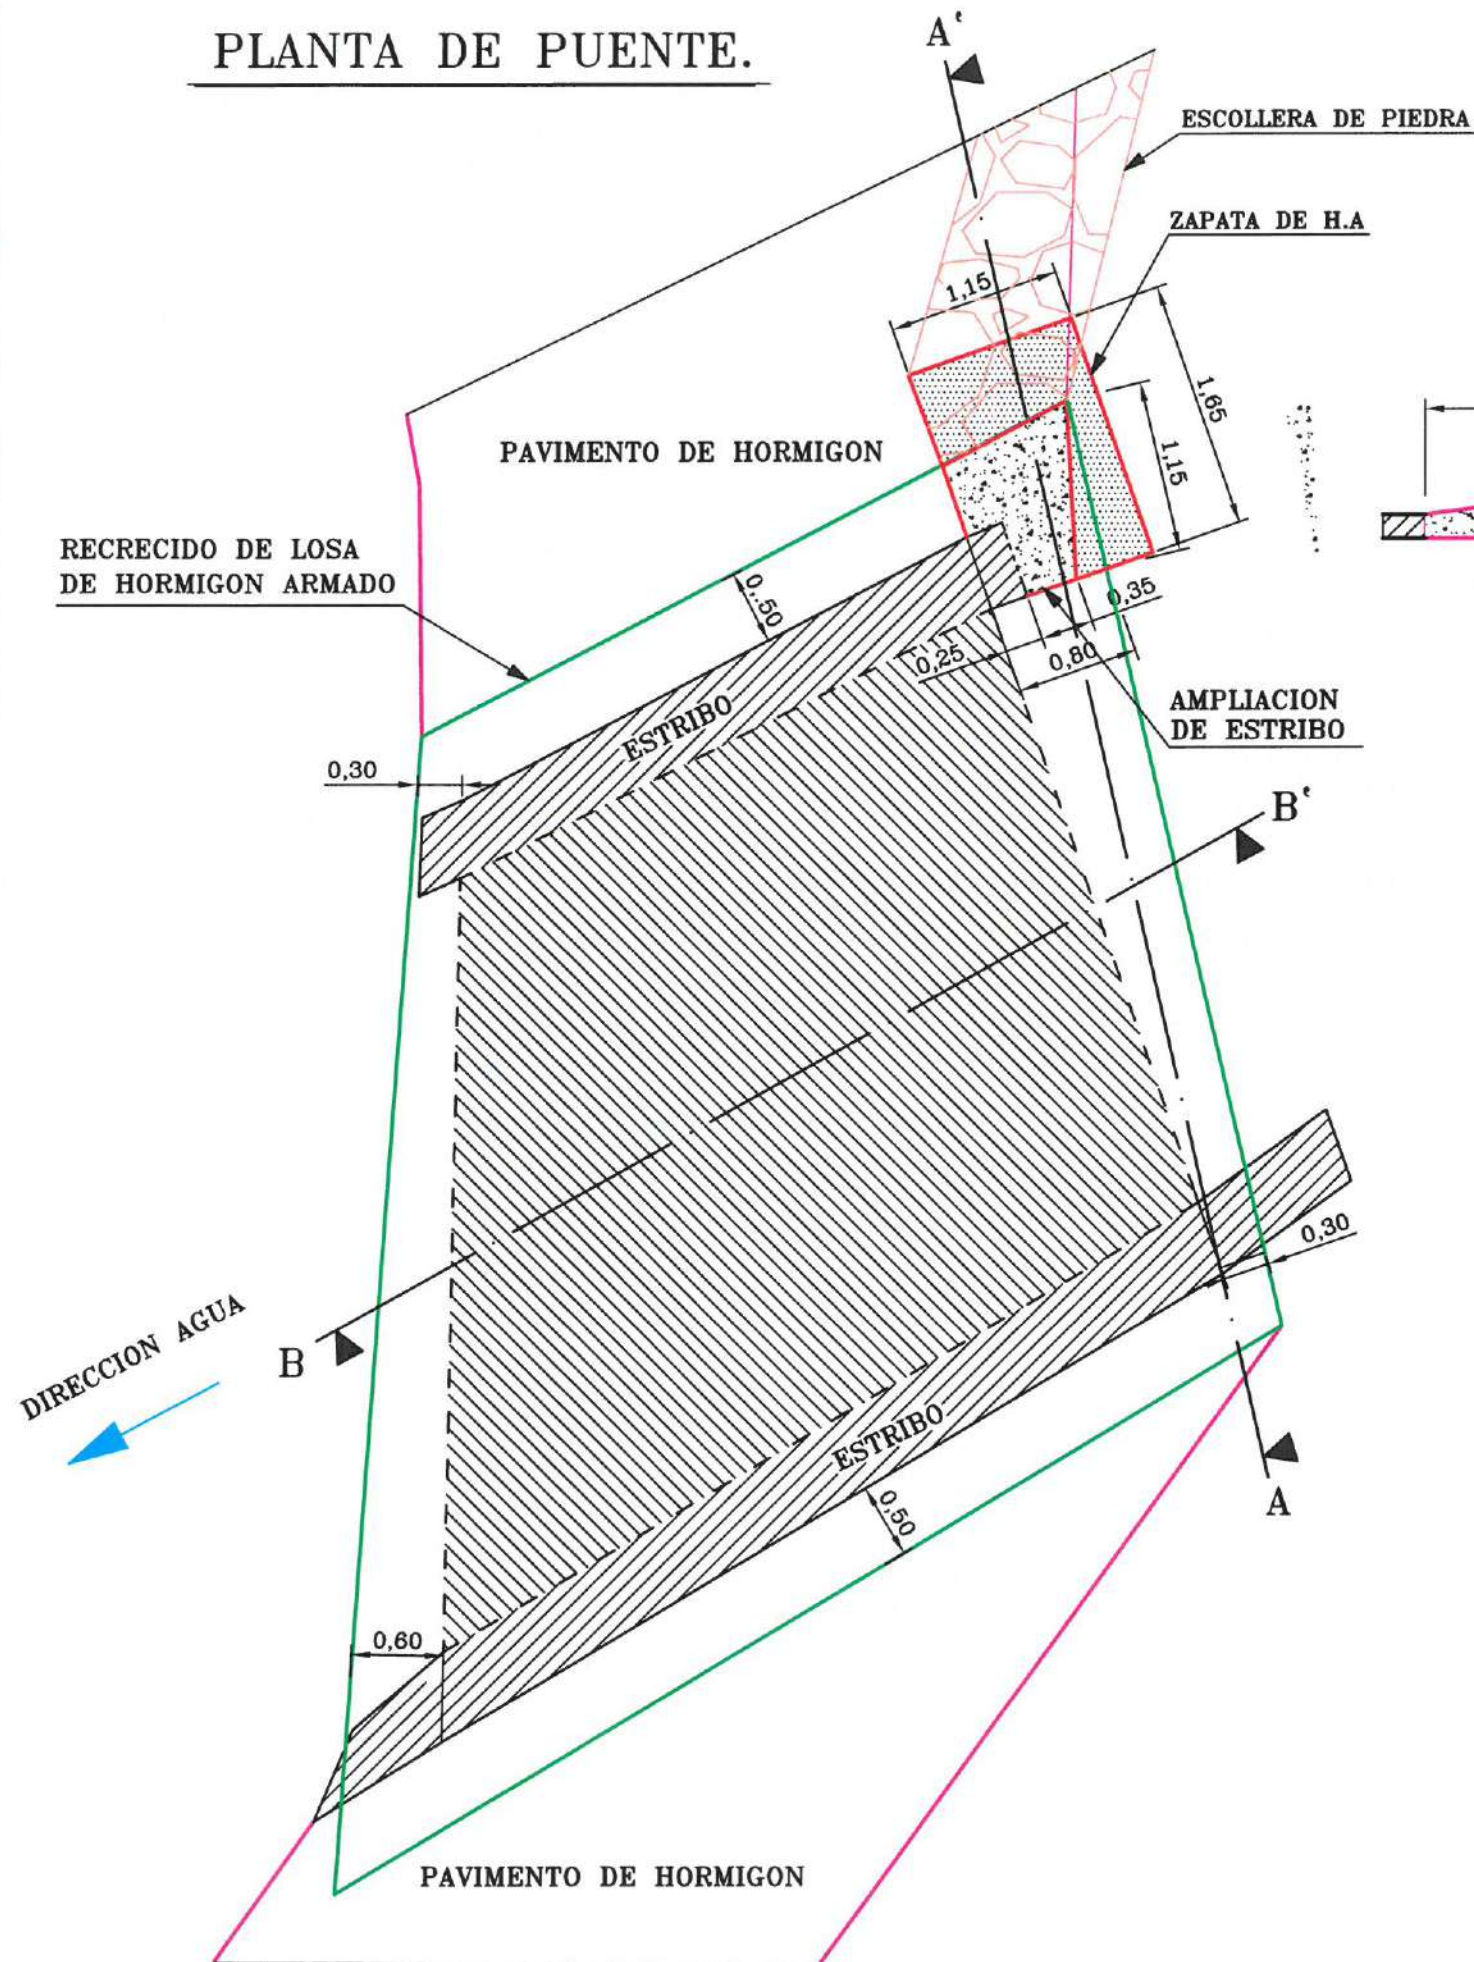 PLANTA DE PUENTE.
A'
ESCOLLERA DE PIEDRA
ZAPATA DE H.A
1,15
1,65
1,15
PAVIMENTO DE HORMIGON
RECRECIDO DE LOSA
DE HORMIGON ARMADO
0,.50
0,35
0,25
0,80
AMPLIACION
DE ESTRIBO
ESTRIBO
0,30
B'
0,30
DIRECCION AGUA
B
ESTRIBO
0,50
A
0,60
PAVIMENTO DE HORMIGON